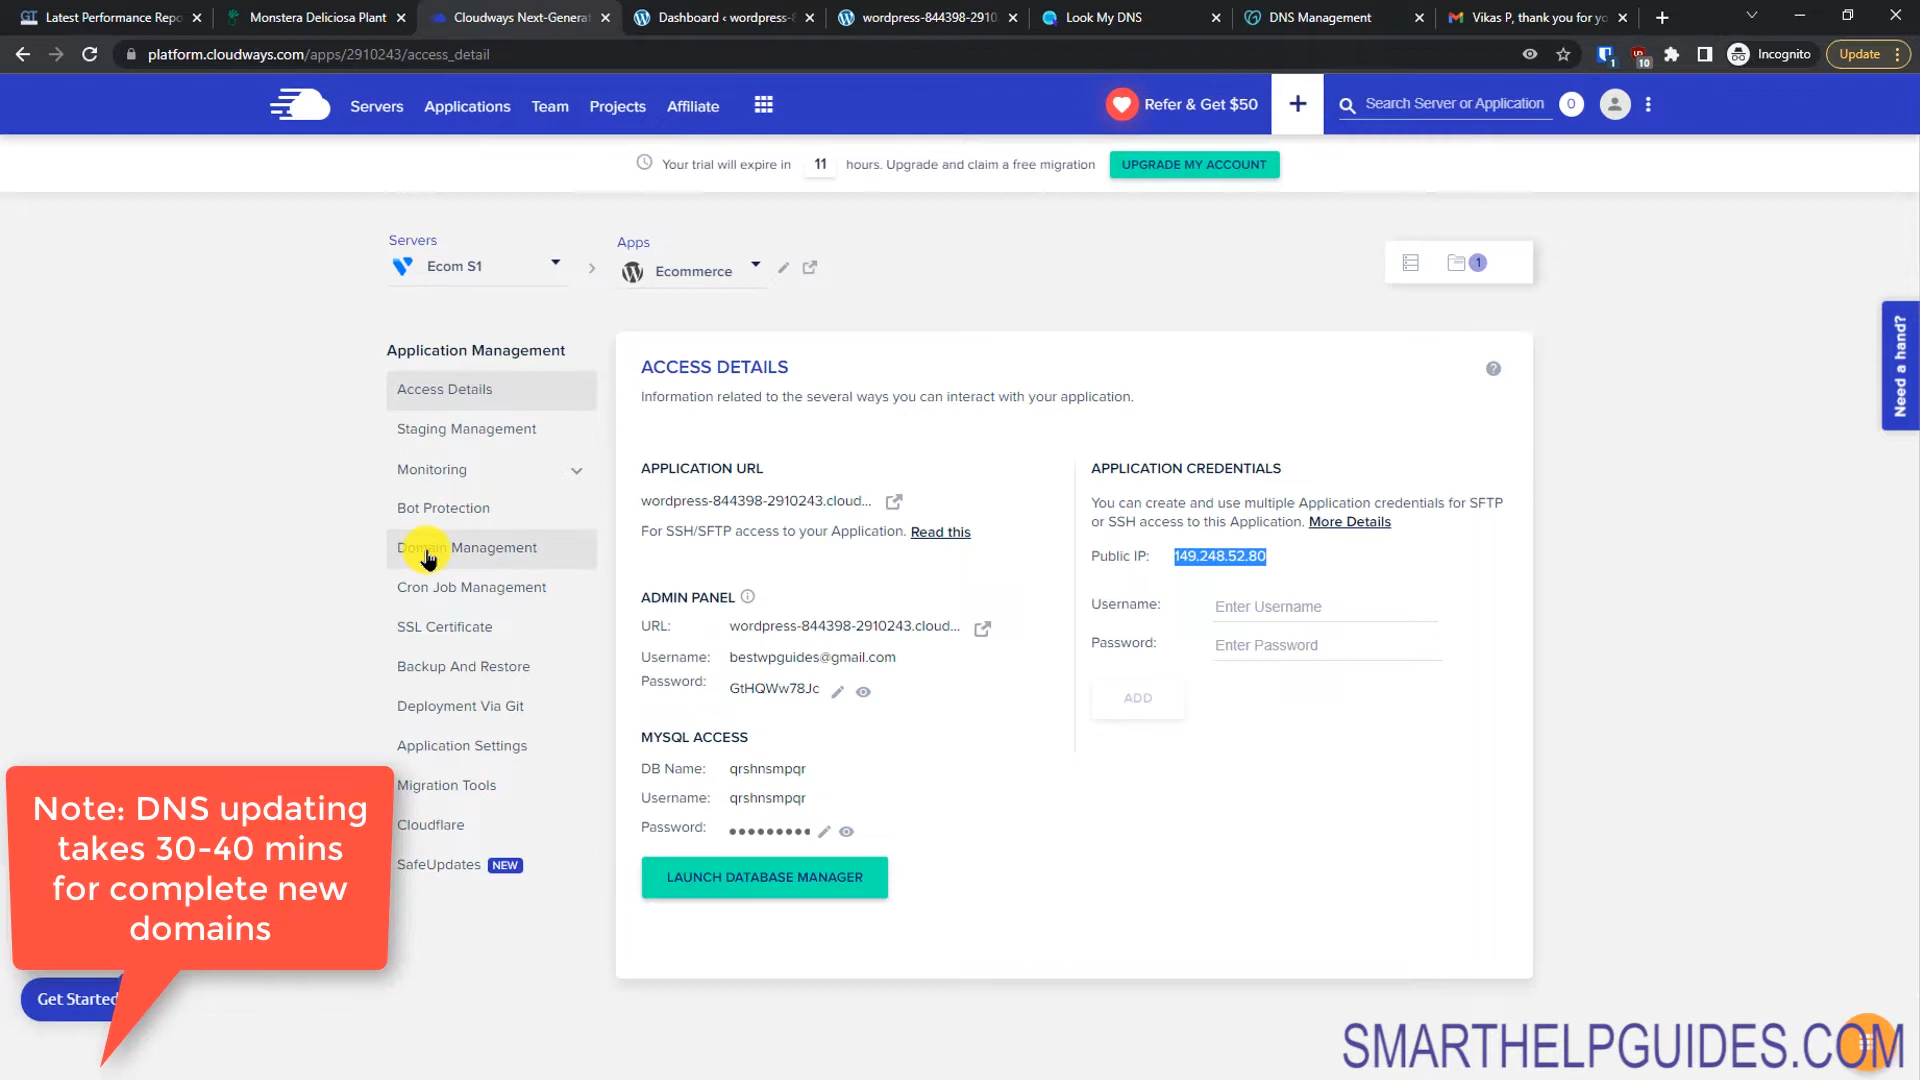 Latest Performance Repo
Monstera Deliciosa Plant
Cloudways Next-Genera
Dashboard ‹ wordpress-8
wordpress-844398-2910
Look My DNS
DNS Management
Vikas P, thank you for yo
platform.cloudways.com/apps/2910243/access_detail
1
10
Incognito
Update
Servers
Applications
Team
Projects
Affiliate
Refer & Get $50
+
Search Server or Application
0
Your trial will expire in 11 hours. Upgrade and claim a free migration
UPGRADE MY ACCOUNT
Servers
Ecom S1
Apps
Ecommerce
1
Need a hand?
Application Management
Access Details
Staging Management
Monitoring
Bot Protection
Domain Management
Cron Job Management
SSL Certificate
Backup And Restore
Deployment Via Git
Application Settings
Migration Tools
Cloudflare
SafeUpdates NEW
ACCESS DETAILS
?
Information related to the several ways you can interact with your application.
APPLICATION URL
wordpress-844398-2910243.cloud...
For SSH/SFTP access to your Application. Read this
ADMIN PANEL
URL: wordpress-844398-2910243.cloud...
Username: bestwpguides@gmail.com
Password: GtHQWw78Jc
MYSQL ACCESS
DB Name: qrshnsmpqr
Username: qrshnsmpqr
Password: •••••••••
LAUNCH DATABASE MANAGER
APPLICATION CREDENTIALS
You can create and use multiple Application credentials for SFTP
or SSH access to this Application. More Details
Public IP: 149.248.52.80
Username: Enter Username
Password: Enter Password
ADD
Note: DNS updating
takes 30-40 mins
for complete new
domains
Get Started
SMARTHELPGUIDES.COM